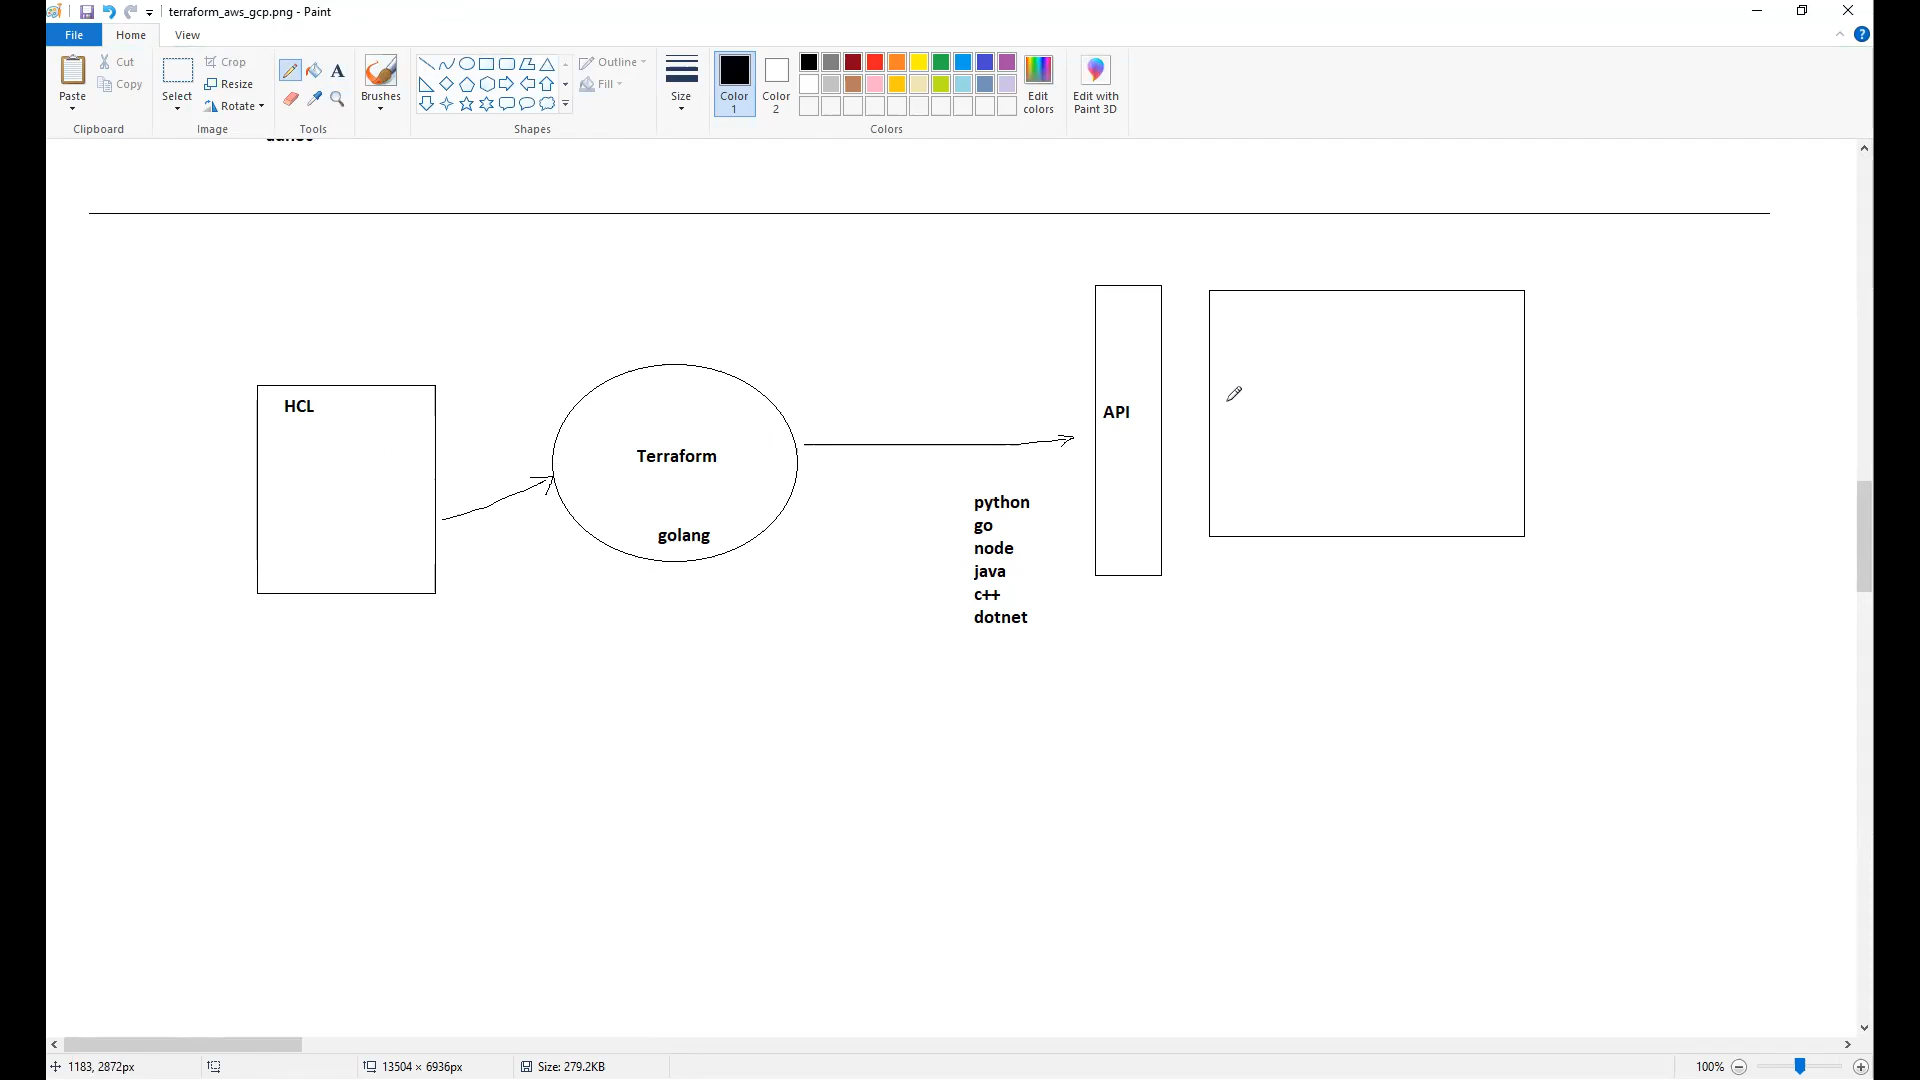 terraform_aws_gcp.png - Paint
File Home View
Paste
Cut
Copy
Clipboard
Select
Crop
Resize
Rotate
Image
A
Tools
Brushes
Shapes
Outline
Fill
Size
Color 1
Color 2
Edit colors
Colors
Edit with Paint 3D
HCL
Terraform
golang
python
go
node
java
c++
dotnet
API
1183, 2872px
13504 × 6936px
Size: 279.2KB
100%